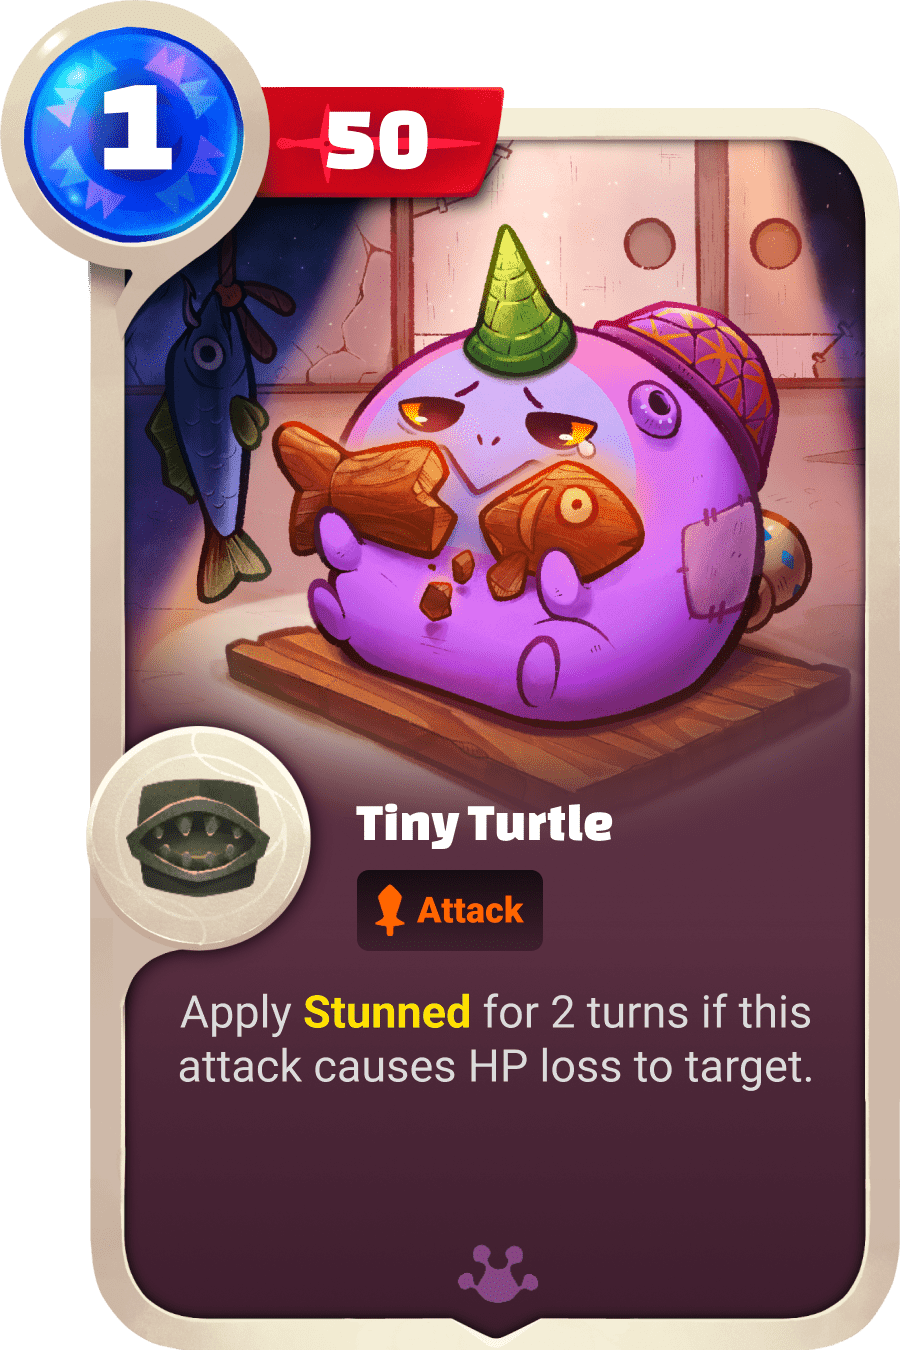 1
50
Tiny Turtle
Attack
Apply Stunned for 2 turns if this
attack causes HP loss to target.